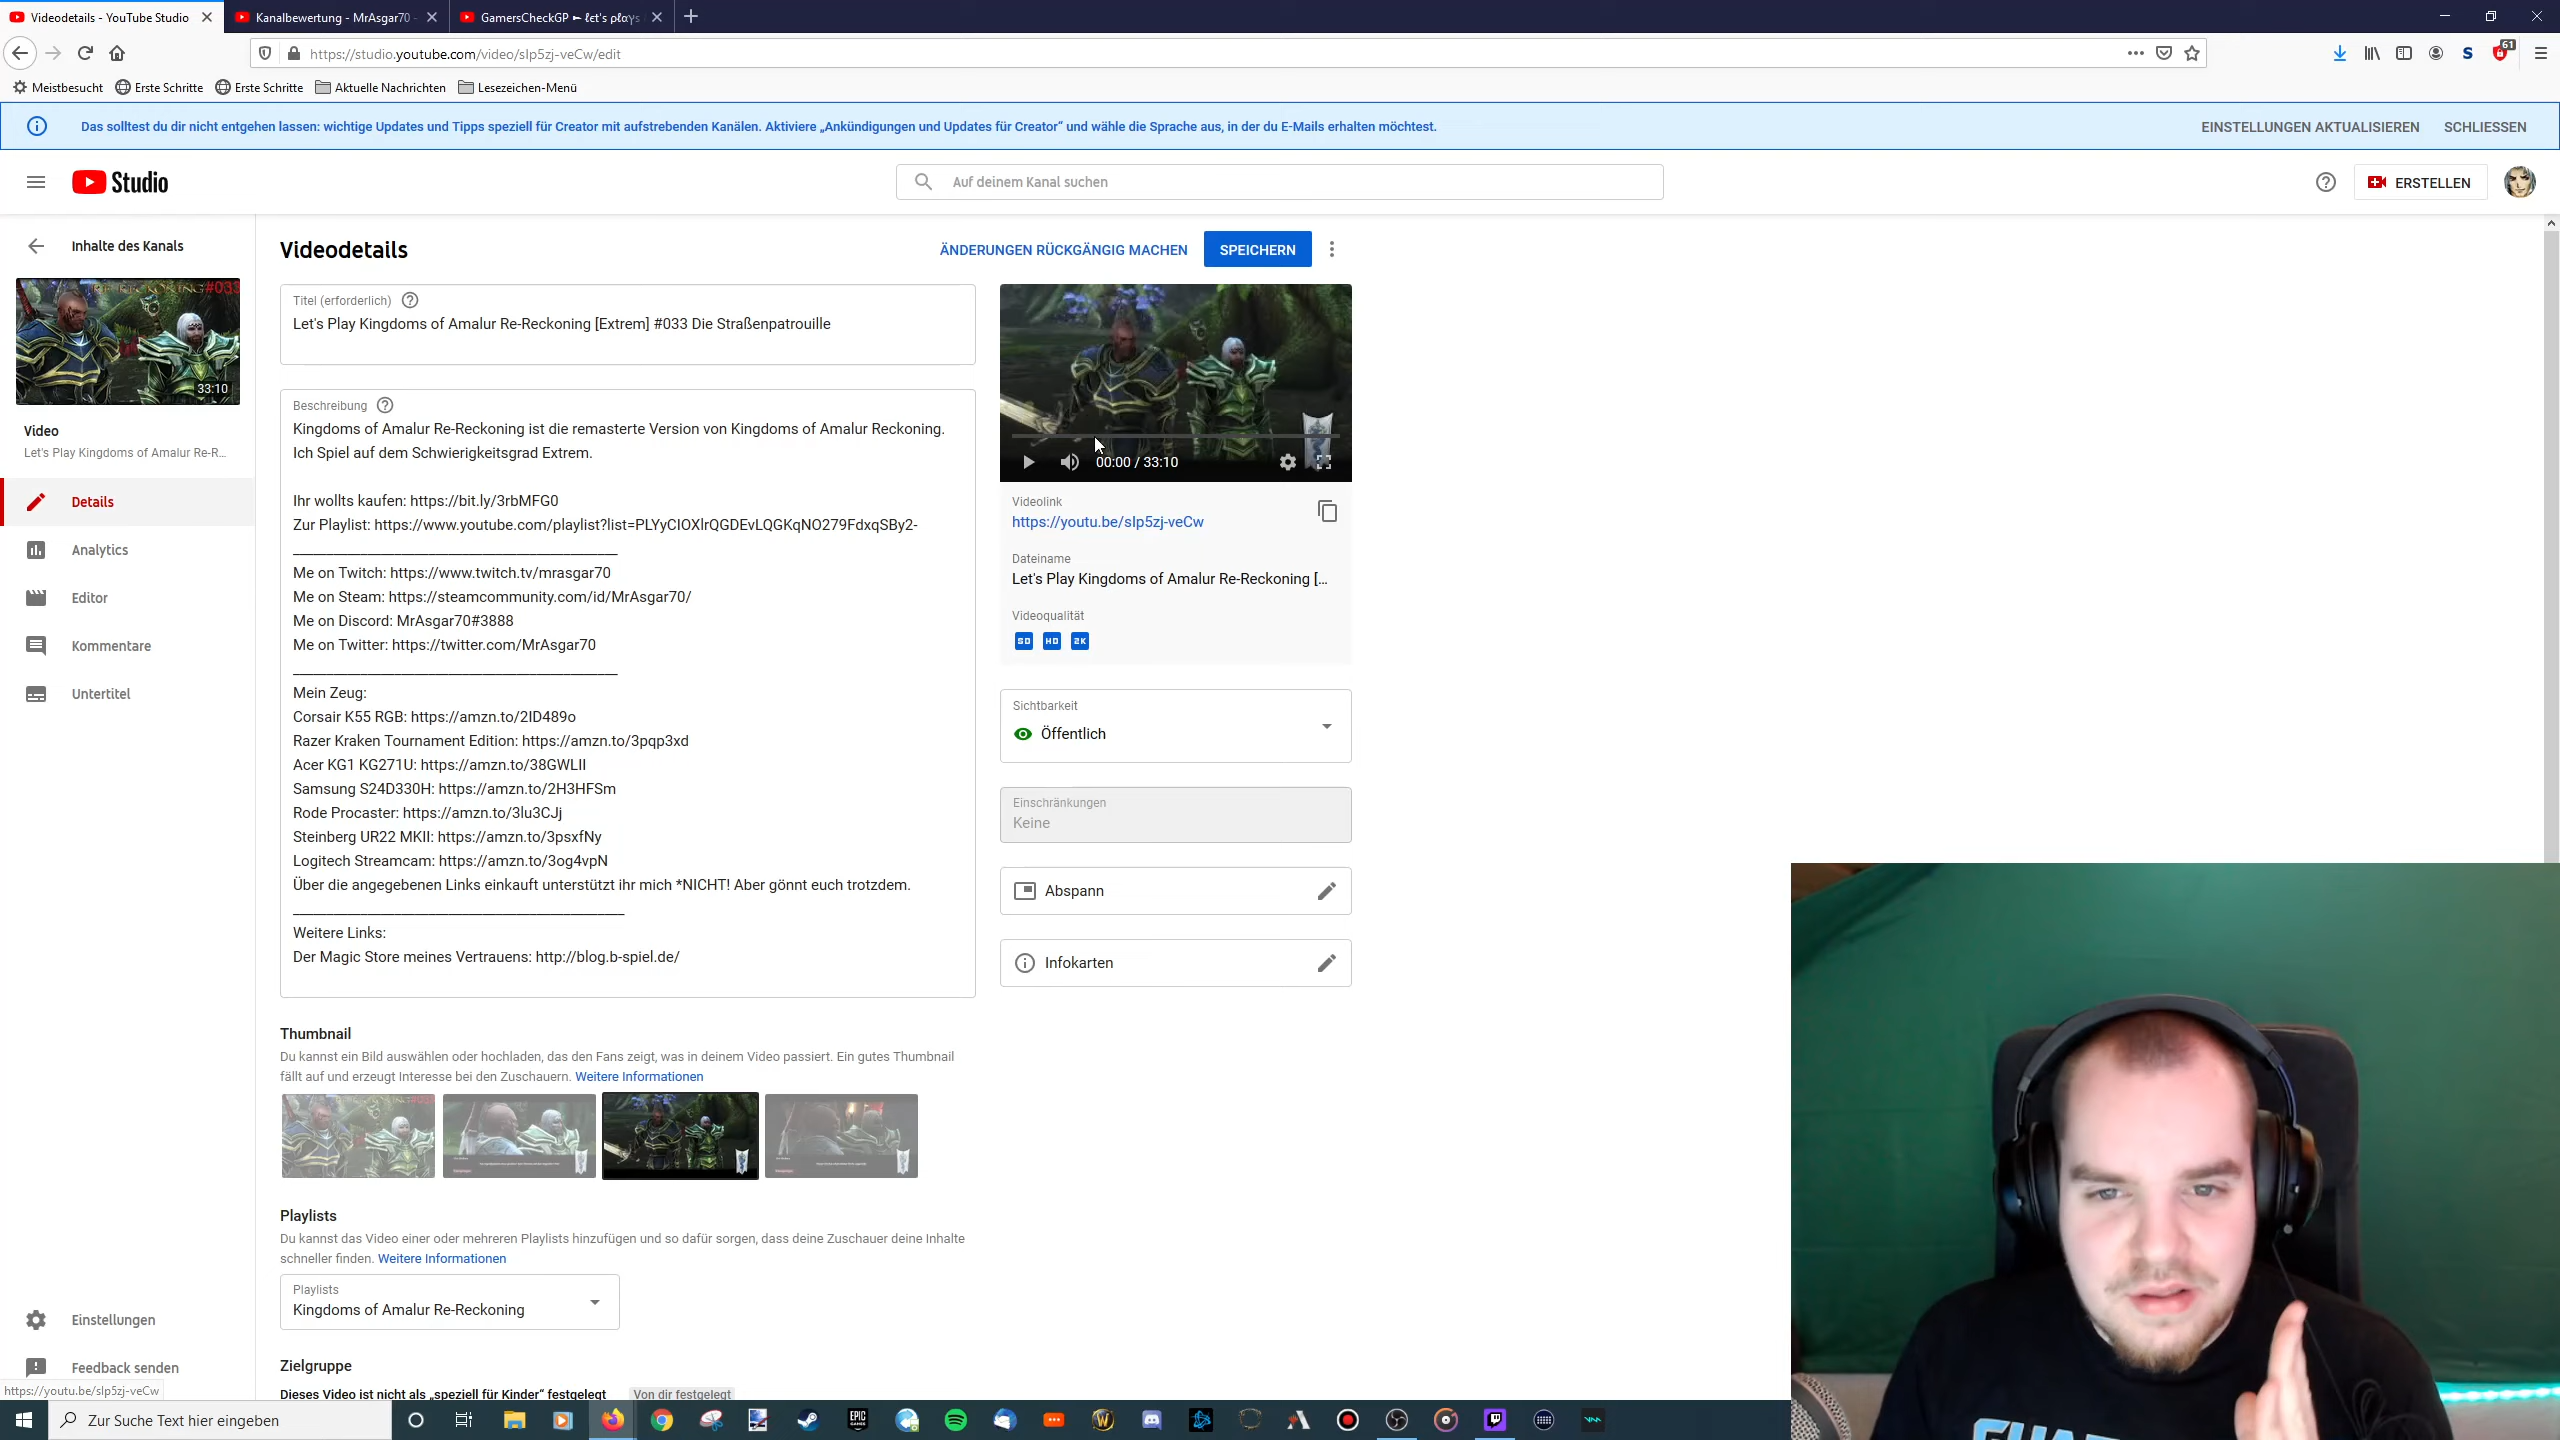 Videodetails - YouTube Studio
Kanalbewertung - MrAsgar70 -
GamersCheckGP
https://studio.youtube.com/video/sIp5zj-veCw/edit
61
Meistbesucht
Erste Schritte
Erste Schritte
Aktuelle Nachrichten
Lesezeichen-Menü
Das solltest du dir nicht entgehen lassen: wichtige Updates und Tipps speziell für Creator mit aufstrebenden Kanälen. Aktiviere „Ankündigungen und Updates für Creator“ und wähle die Sprache aus, in der du E-Mails erhalten möchtest.
EINSTELLUNGEN AKTUALISIEREN
SCHLIESSEN
Studio
Auf deinem Kanal suchen
ERSTELLEN
Inhalte des Kanals
#033
33:10
Video
Let's Play Kingdoms of Amalur Re-R...
Details
Analytics
Editor
Kommentare
Untertitel
Einstellungen
Feedback senden
https://youtu.be/sIp5zj-veCw
Videodetails
ÄNDERUNGEN RÜCKGÄNGIG MACHEN
SPEICHERN
Titel (erforderlich)
Let's Play Kingdoms of Amalur Re-Reckoning [Extrem] #033 Die Straßenpatrouille
Beschreibung
Kingdoms of Amalur Re-Reckoning ist die remasterte Version von Kingdoms of Amalur Reckoning.
Ich Spiel auf dem Schwierigkeitsgrad Extrem.
Ihr wollts kaufen: https://bit.ly/3rbMFG0
Zur Playlist: https://www.youtube.com/playlist?list=PLYyCIOXlrQGDEvLQGKqNO279FdxqSBy2-
Me on Twitch: https://www.twitch.tv/mrasgar70
Me on Steam: https://steamcommunity.com/id/MrAsgar70/
Me on Discord: MrAsgar70#3888
Me on Twitter: https://twitter.com/MrAsgar70
Mein Zeug:
Corsair K55 RGB: https://amzn.to/2ID489o
Razer Kraken Tournament Edition: https://amzn.to/3pqp3xd
Acer KG1 KG271U: https://amzn.to/38GWLII
Samsung S24D330H: https://amzn.to/2H3HFSm
Rode Procaster: https://amzn.to/3lu3CJj
Steinberg UR22 MKII: https://amzn.to/3psxfNy
Logitech Streamcam: https://amzn.to/3og4vpN
Über die angegebenen Links einkauft unterstützt ihr mich *NICHT! Aber gönnt euch trotzdem.
Weitere Links:
Der Magic Store meines Vertrauens: http://blog.b-spiel.de/
Thumbnail
Du kannst ein Bild auswählen oder hochladen, das den Fans zeigt, was in deinem Video passiert. Ein gutes Thumbnail
fällt auf und erzeugt Interesse bei den Zuschauern. Weitere Informationen
Playlists
Du kannst das Video einer oder mehreren Playlists hinzufügen und so dafür sorgen, dass deine Zuschauer deine Inhalte
schneller finden. Weitere Informationen
Playlists
Kingdoms of Amalur Re-Reckoning
Zielgruppe
Dieses Video ist nicht als „speziell für Kinder“ festgelegt
Von dir festgelegt
00:00 / 33:10
Videolink
https://youtu.be/sIp5zj-veCw
Dateiname
Let's Play Kingdoms of Amalur Re-Reckoning [...
Videoqualität
SD HD 2K
Sichtbarkeit
Öffentlich
Einschränkungen
Keine
Abspann
Infokarten
Zur Suche Text hier eingeben
EPIC GAMES